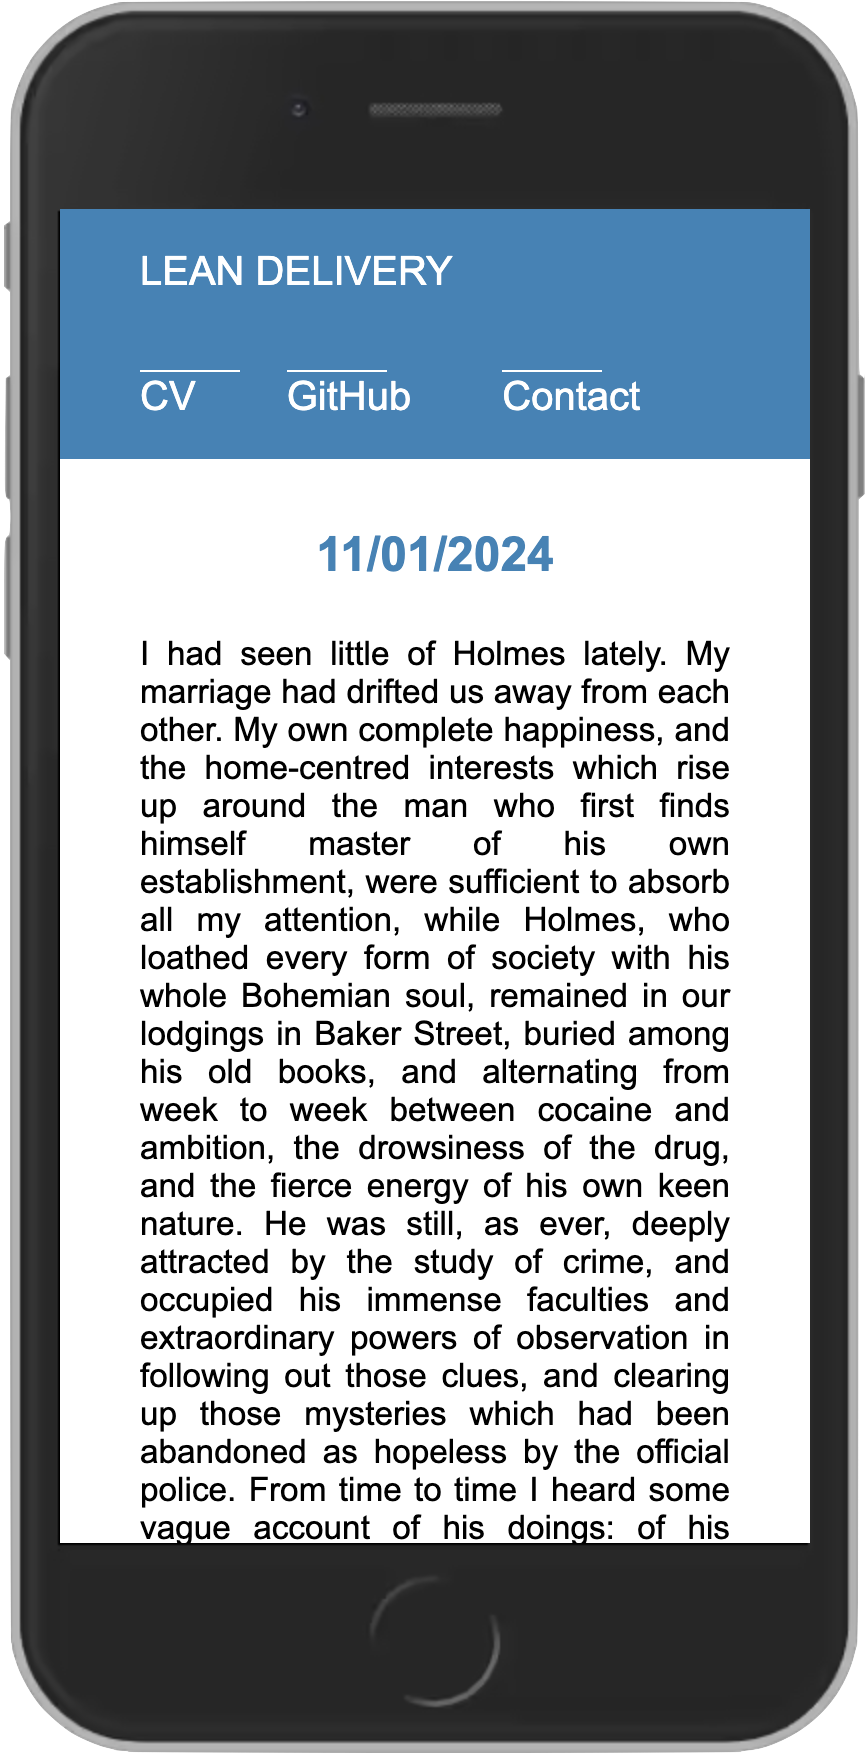 LEAN DELIVERY
CV GitHub Contact
11/01/2024
I had seen little of Holmes lately. My
marriage had drifted us away from each
other. My own complete happiness, and
the home-centred interests which rise
up around the man who first finds
himself master of his own
establishment, were sufficient to absorb
all my attention, while Holmes, who
loathed every form of society with his
whole Bohemian soul, remained in our
lodgings in Baker Street, buried among
his old books, and alternating from
week to week between cocaine and
ambition, the drowsiness of the drug,
and the fierce energy of his own keen
nature. He was still, as ever, deeply
attracted by the study of crime, and
occupied his immense faculties and
extraordinary powers of observation in
following out those clues, and clearing
up those mysteries which had been
abandoned as hopeless by the official
police. From time to time I heard some
vague account of his doings: of his